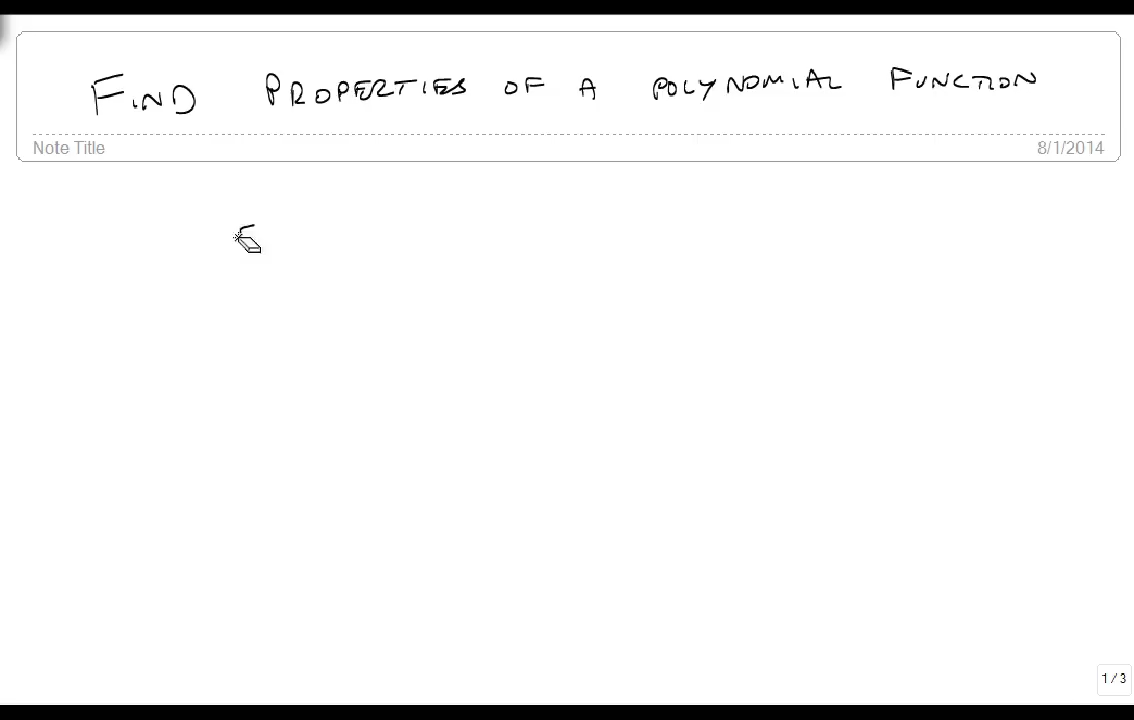 FIND PROPERTIES OF A POLYNOMIAL FUNCTION
Note Title 8/1/2014
1 / 3